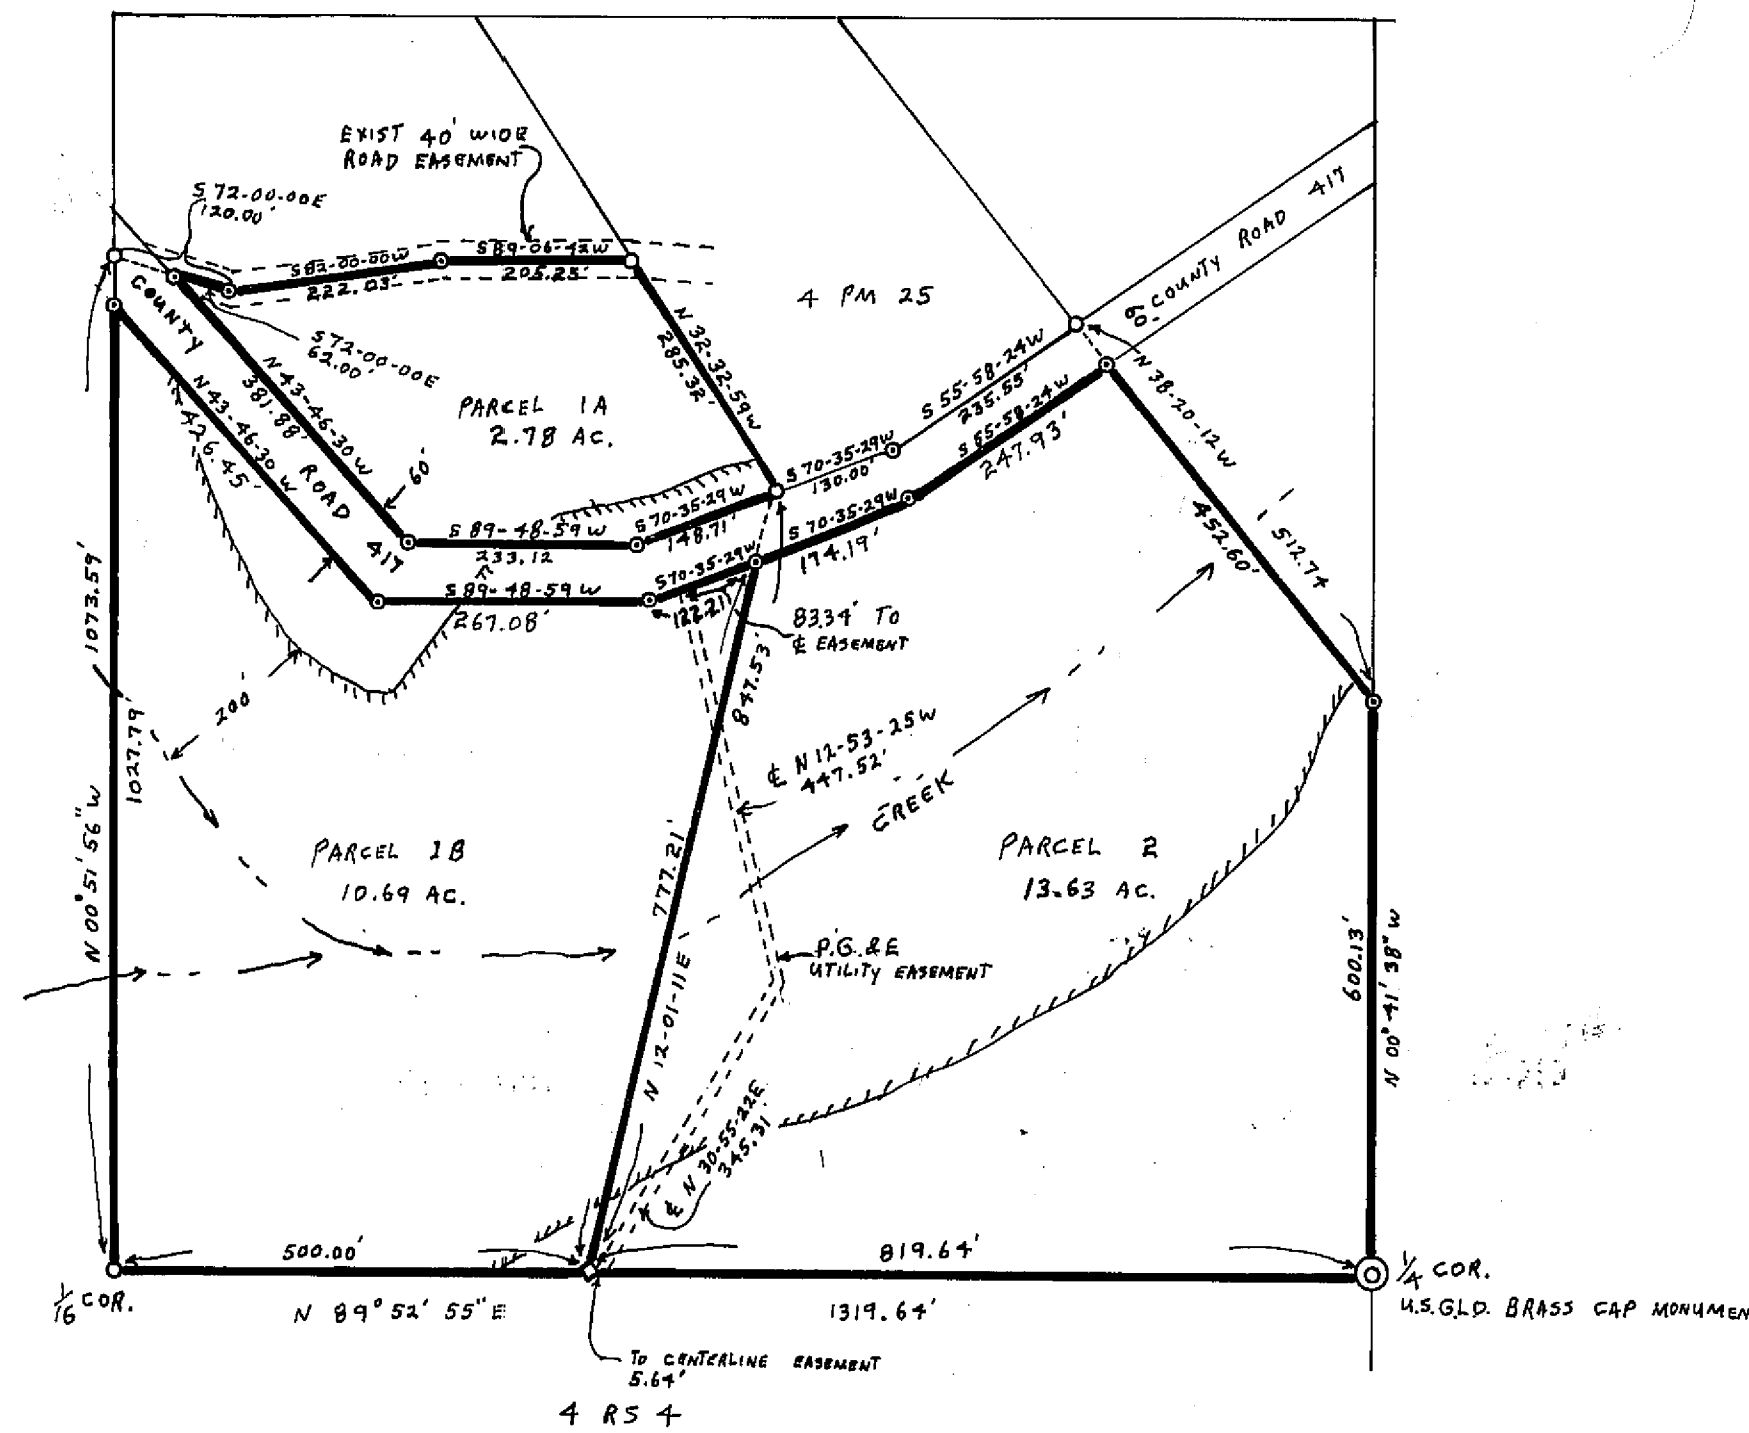 EXIST 40' WIDE
ROAD EASEMENT
S 72-00-00E
120.00'
S 82-00-00W
222.03'
S 89-06-42W
205.25'
COUNTY ROAD 417
S 72-00-00E
62.00'
N 43-46-30W
381.88'
N 43-46-30 W
426.45'
60'
PARCEL 1A
2.78 AC.
N 32-32-59W
285.32'
4 PM 25
COUNTY ROAD 417
60'
S 55-58-24W
235.55'
S 55-58-24W
247.93'
N 38-20-12W
452.60'
512.74
S 70-35-29W
130.00'
S 70-35-29W
174.19'
S 70-35-29W
148.71'
S 89-48-59W
233.12
S 89-48-59W
267.08'
S 70-35-29W
122.21'
83.34' TO
℄ EASEMENT
847.53'
1073.59'
1027.79'
N 00° 51' 56" W
200'
℄ N 12-53-25W
447.52'
CREEK
PARCEL 1B
10.69 AC.
777.21'
N 12-01-11E
PARCEL 2
13.63 AC.
P.G.&E
UTILITY EASEMENT
600.13'
N 00° 41' 38" W
℄ N 30-55-22E
345.31'
500.00'
819.64'
1/16 COR.
N 89° 52' 55" E
1319.64'
1/4 COR.
U.S.G.L.O. BRASS CAP MONUMEN
TO CENTERLINE EASEMENT
5.64'
4 RS 4